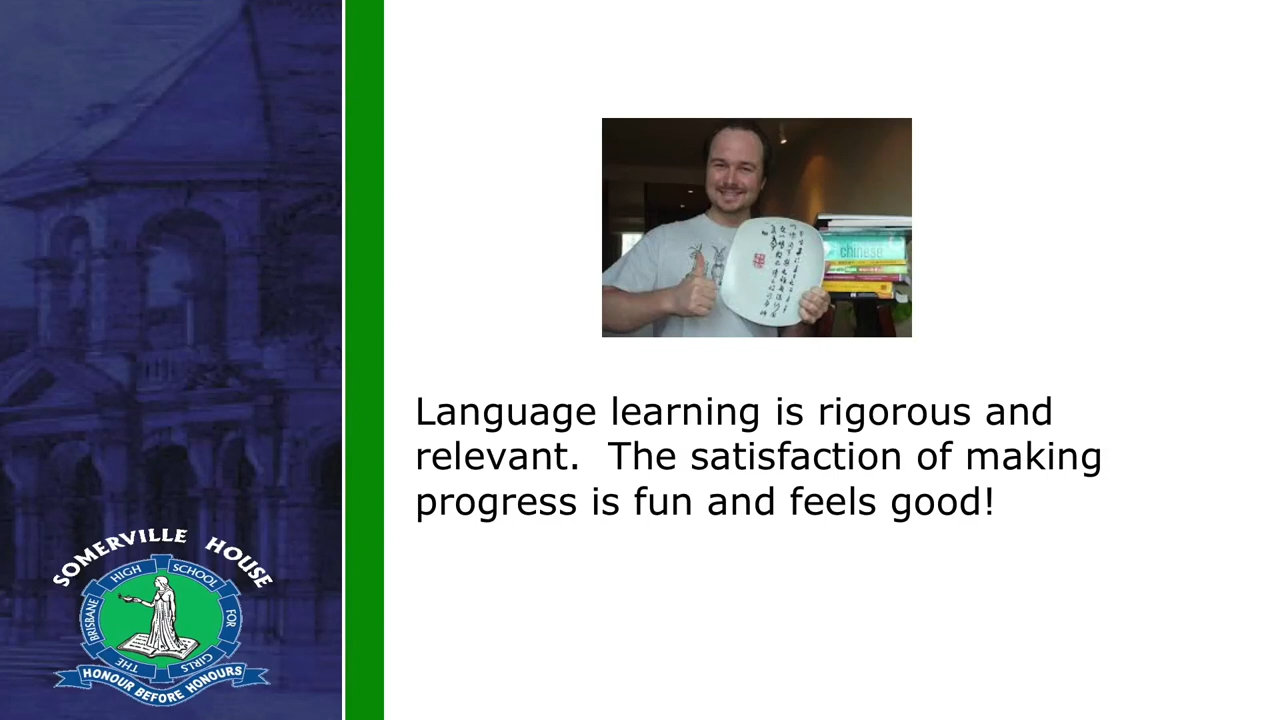 chinese
Language learning is rigorous and
relevant. The satisfaction of making
progress is fun and feels good!
SOMERVILLE HOUSE
THE BRISBANE HIGH SCHOOL FOR GIRLS
HONOUR BEFORE HONOURS